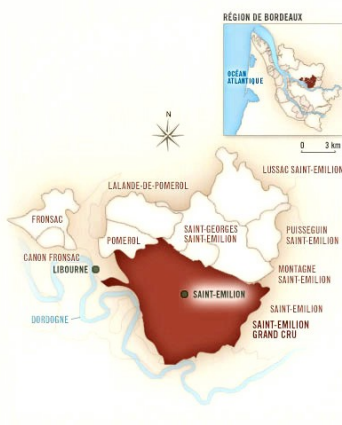 RÉGION DE BORDEAUX
OCÉAN
ATLANTIQUE
N
0 3 km
LUSSAC SAINT-EMILION
LALANDE-DE-POMEROL
FRONSAC
SAINT-GEORGES
SAINT-EMILION
PUISSEGUIN
SAINT-EMILION
POMEROL
CANON FRONSAC
LIBOURNE
MONTAGNE
SAINT-EMILION
SAINT-EMILION
DORDOGNE
SAINT-EMILION
SAINT-EMILION
GRAND CRU